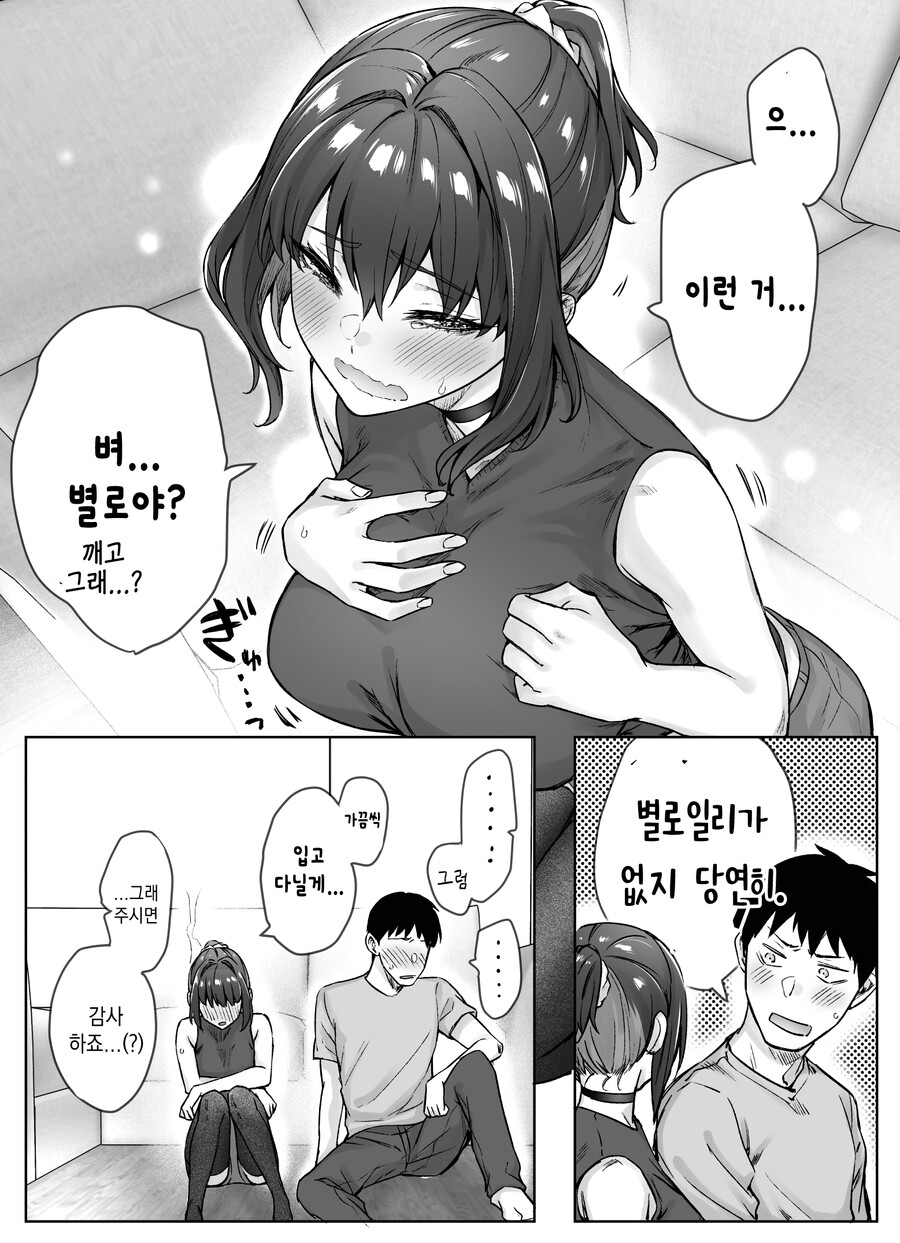 으...
이런 거...
벼...
별로야?
깨고
그래...?
기읏...ㅅ
별로일리가
없지 당연히.
.....
그럼
....
가끔씩
입고
다닐게...
...그래
주시면
감사
하죠...(?)